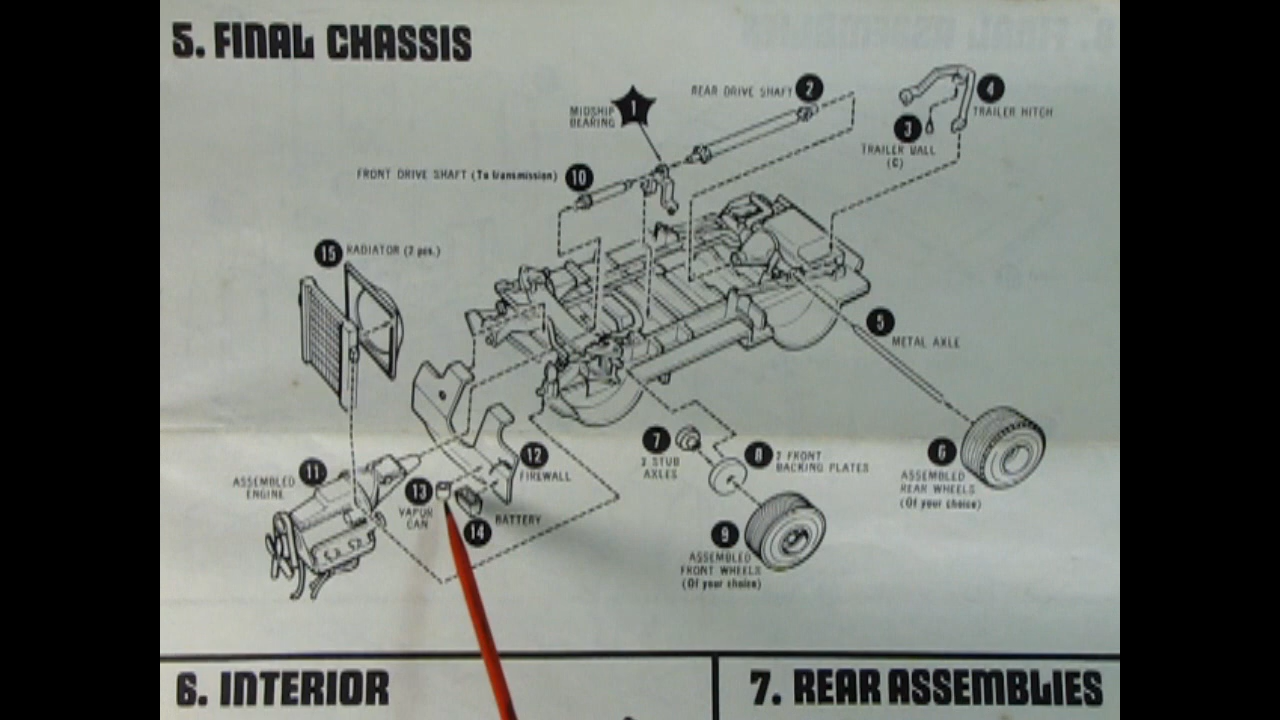 5. FINAL CHASSIS
REAR DRIVE SHAFT 2
4
TRAILER HITCH
MIDSHIP
BEARING
1
3
TRAILER BALL
(C)
FRONT DRIVE SHAFT (To transmission) 10
15 RADIATOR (2 pcs.)
5
METAL AXLE
11
ASSEMBLED
ENGINE
12
FIREWALL
7
2 STUB
AXLES
8 2 FRONT
BACKING PLATES
6
ASSEMBLED
REAR WHEELS
(Of your choice)
13
VAPOR
CAN
14
BATTERY
9
ASSEMBLED
FRONT WHEELS
(Of your choice)
6. INTERIOR
7. REAR ASSEMBLIES